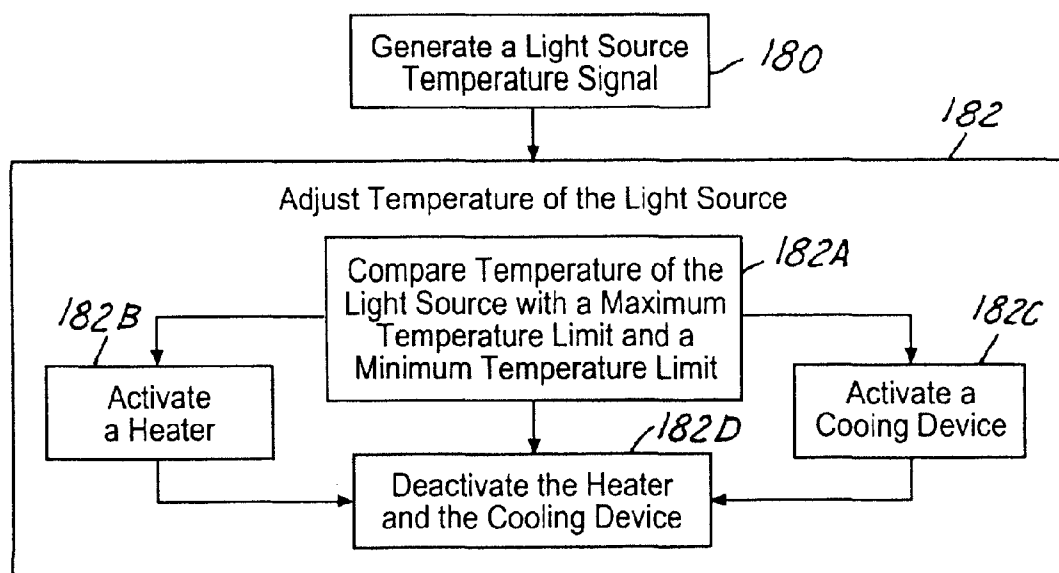 Generate a Light Source
Temperature Signal
180
182
Adjust Temperature of the Light Source
Compare Temperature of the
Light Source with a Maximum
Temperature Limit and a
Minimum Temperature Limit
182A
182B
182C
Activate
a Heater
Activate a
Cooing Device
182D
Deactivate the Heater
and the Cooling Device